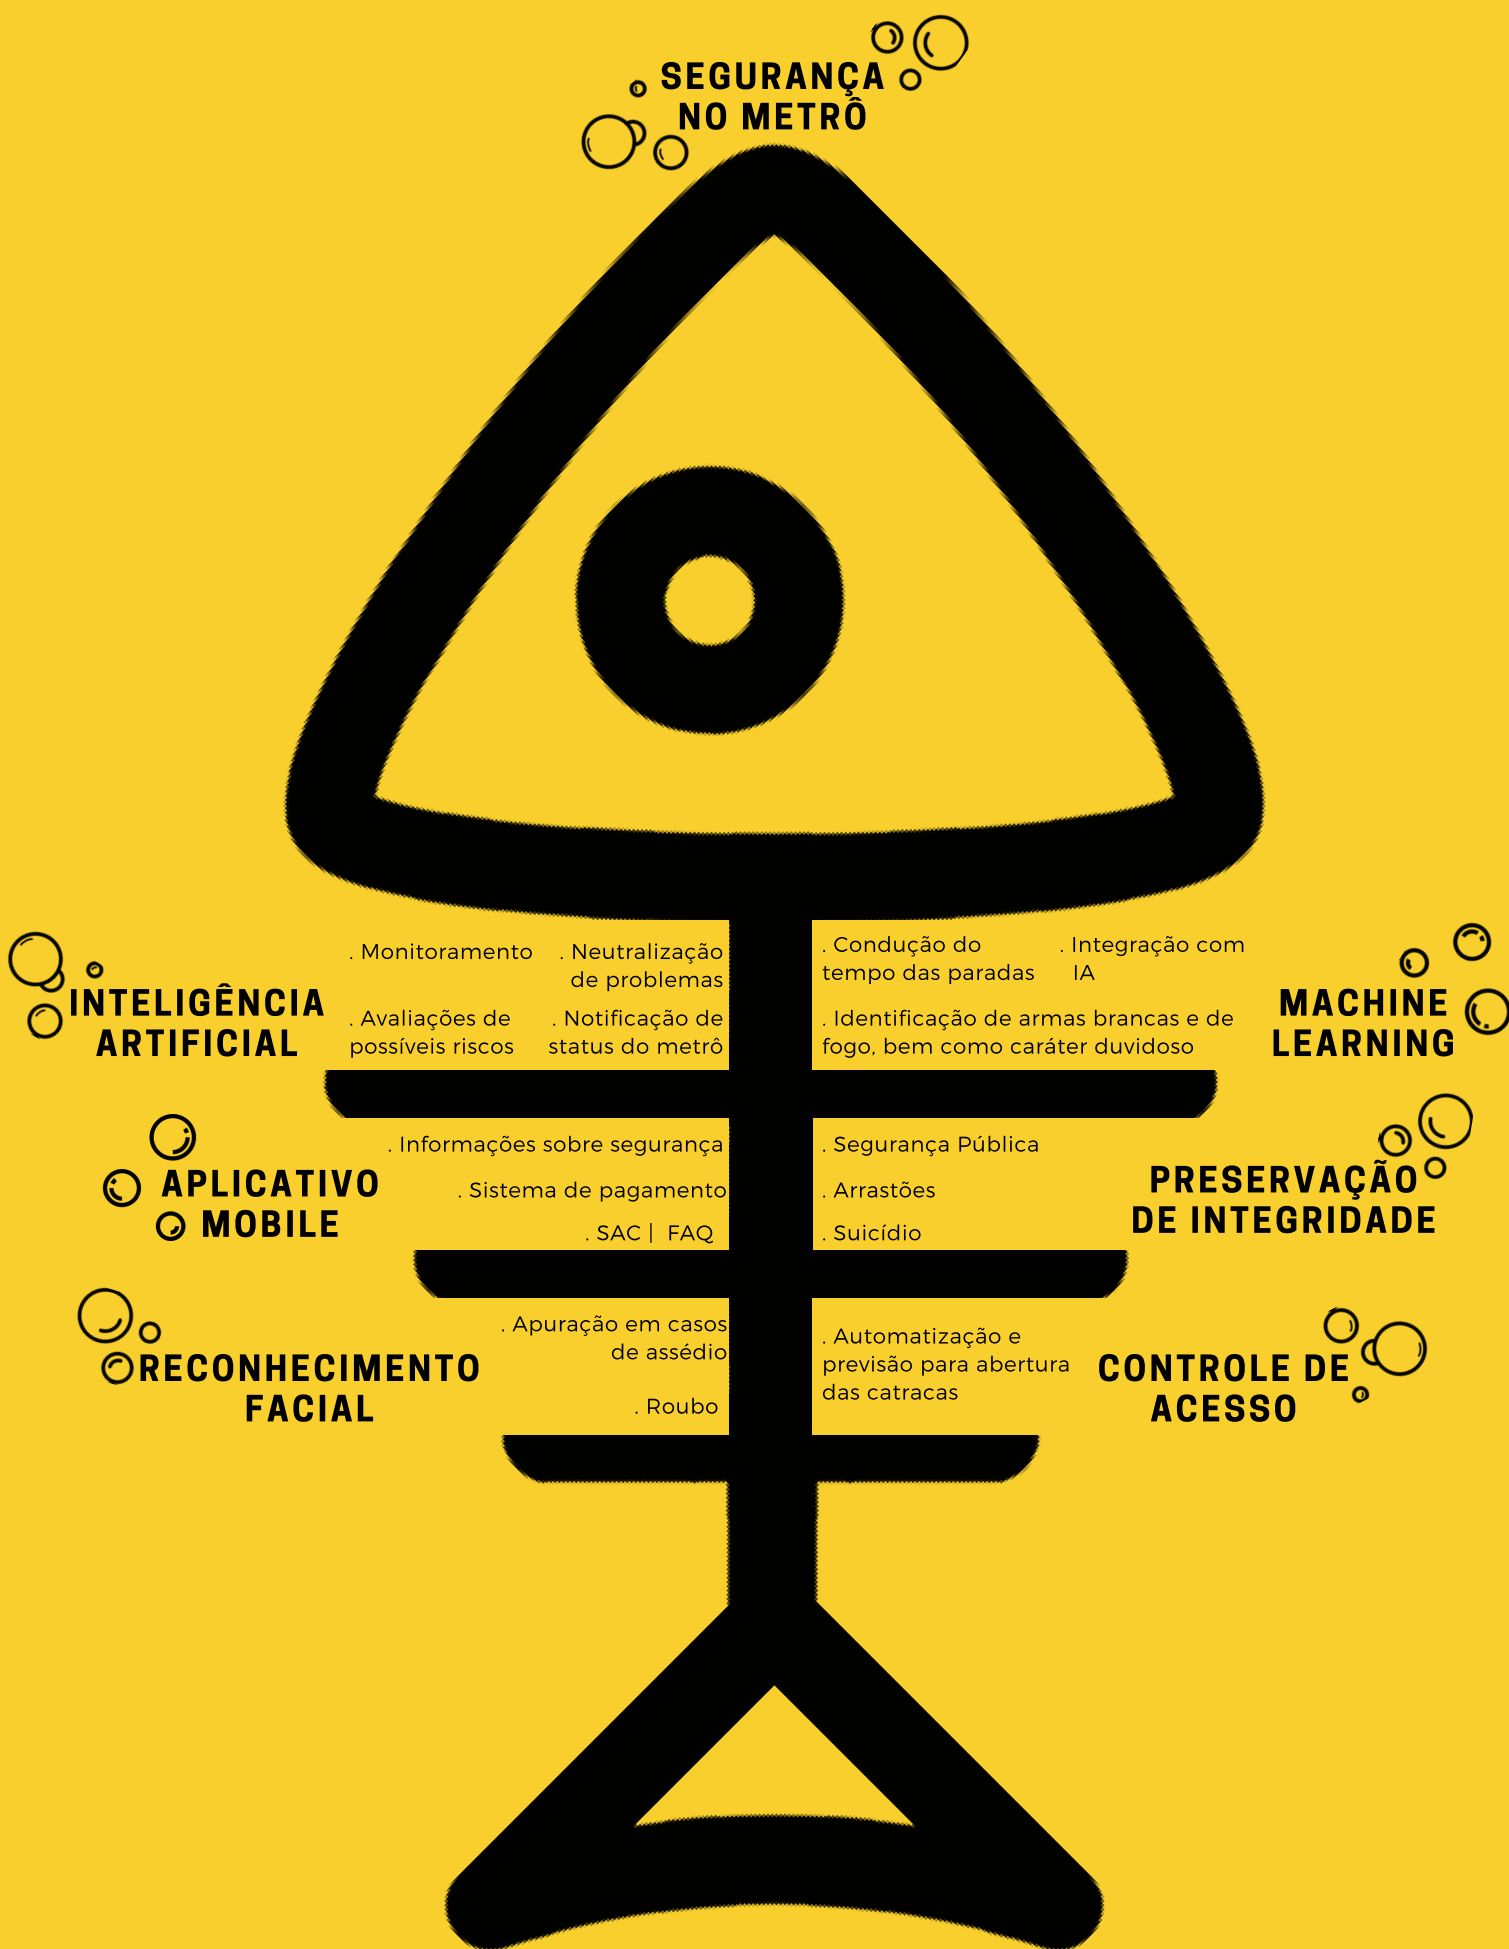 SEGURANÇA
NO METRÔ
INTELIGÊNCIA
ARTIFICIAL
. Monitoramento
. Neutralização
de problemas
. Avaliações de
possíveis riscos
. Notificação de
status do metrô
. Condução do
tempo das paradas
. Integração com
IA
. Identificação de armas brancas e de
fogo, bem como caráter duvidoso
MACHINE
LEARNING
APLICATIVO
MOBILE
. Informações sobre segurança
. Sistema de pagamento
. SAC | FAQ
. Segurança Pública
. Arrastões
. Suicídio
PRESERVAÇÃO
DE INTEGRIDADE
RECONHECIMENTO
FACIAL
. Apuração em casos
de assédio
. Roubo
. Automatização e
previsão para abertura
das catracas
CONTROLE DE
ACESSO